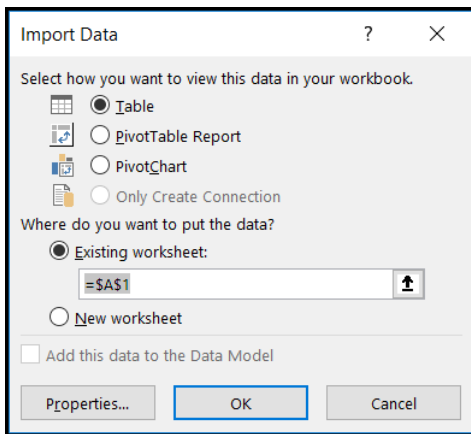 Import Data ?
Select how you want to view this data in your workbook.
Table
PivotTable Report
PivotChart
Only Create Connection
Where do you want to put the data?
Existing worksheet:
=$A$1
New worksheet
Add this data to the Data Model
Properties... OK Cancel